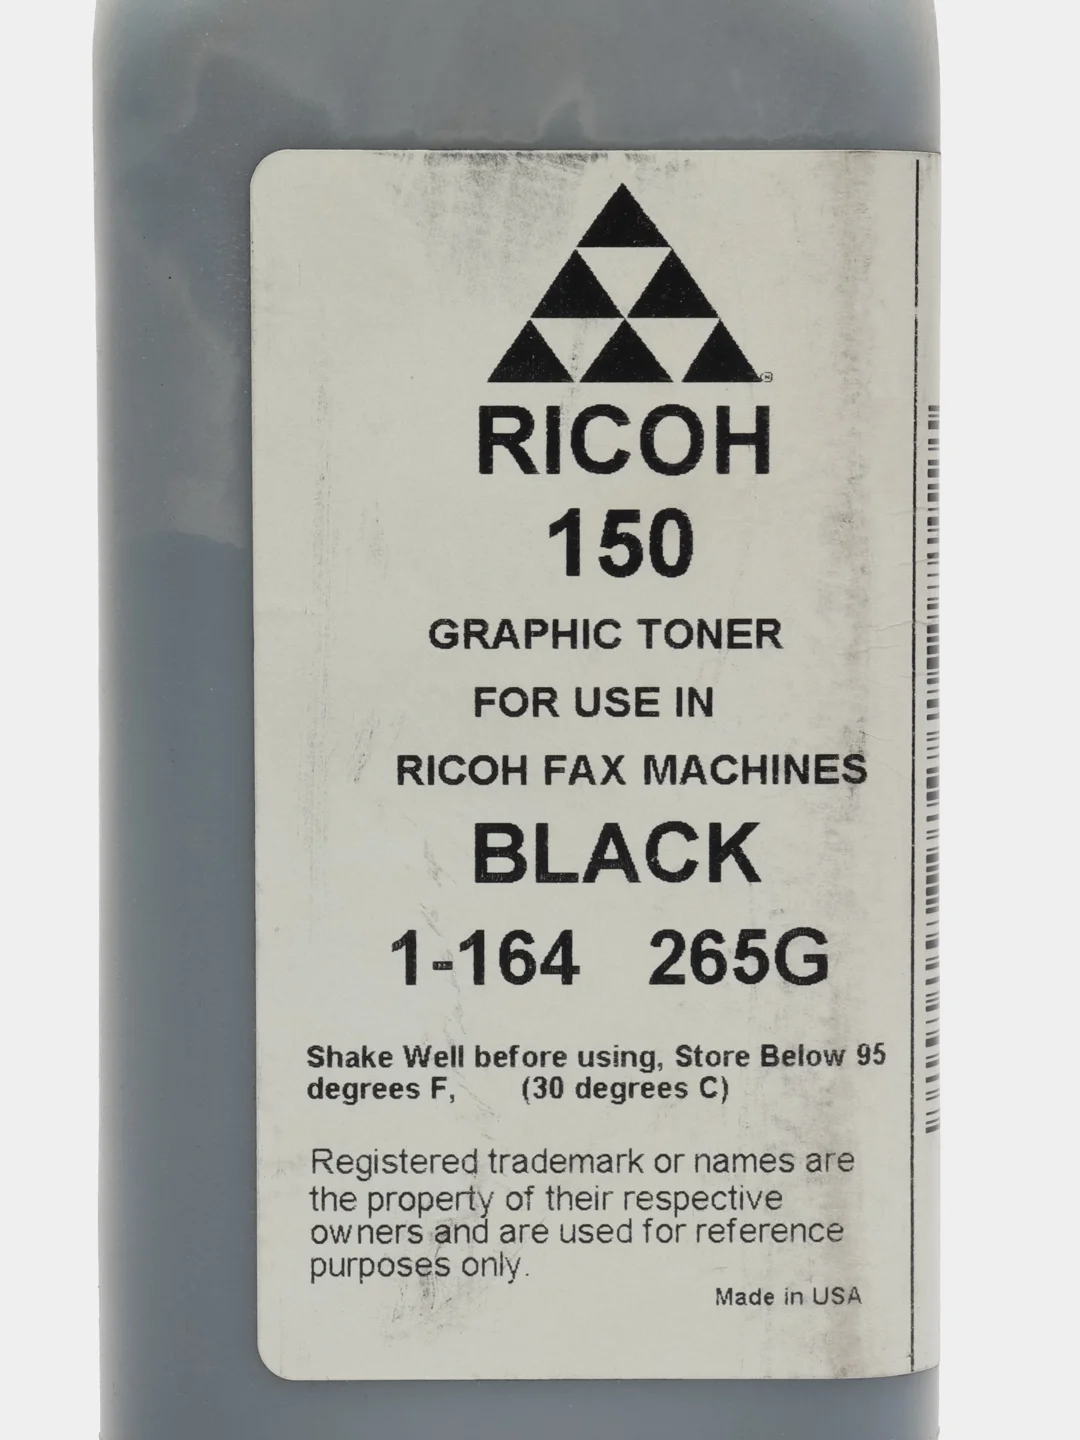 RICOH
150
GRAPHIC TONER
FOR USE IN
RICOH FAX MACHINES
BLACK
1-164 265G
Shake Well before using, Store Below 95
degrees F, (30 degrees C)
Registered trademark or names are
the property of their respective
owners and are used for reference
purposes only.
Made in USA